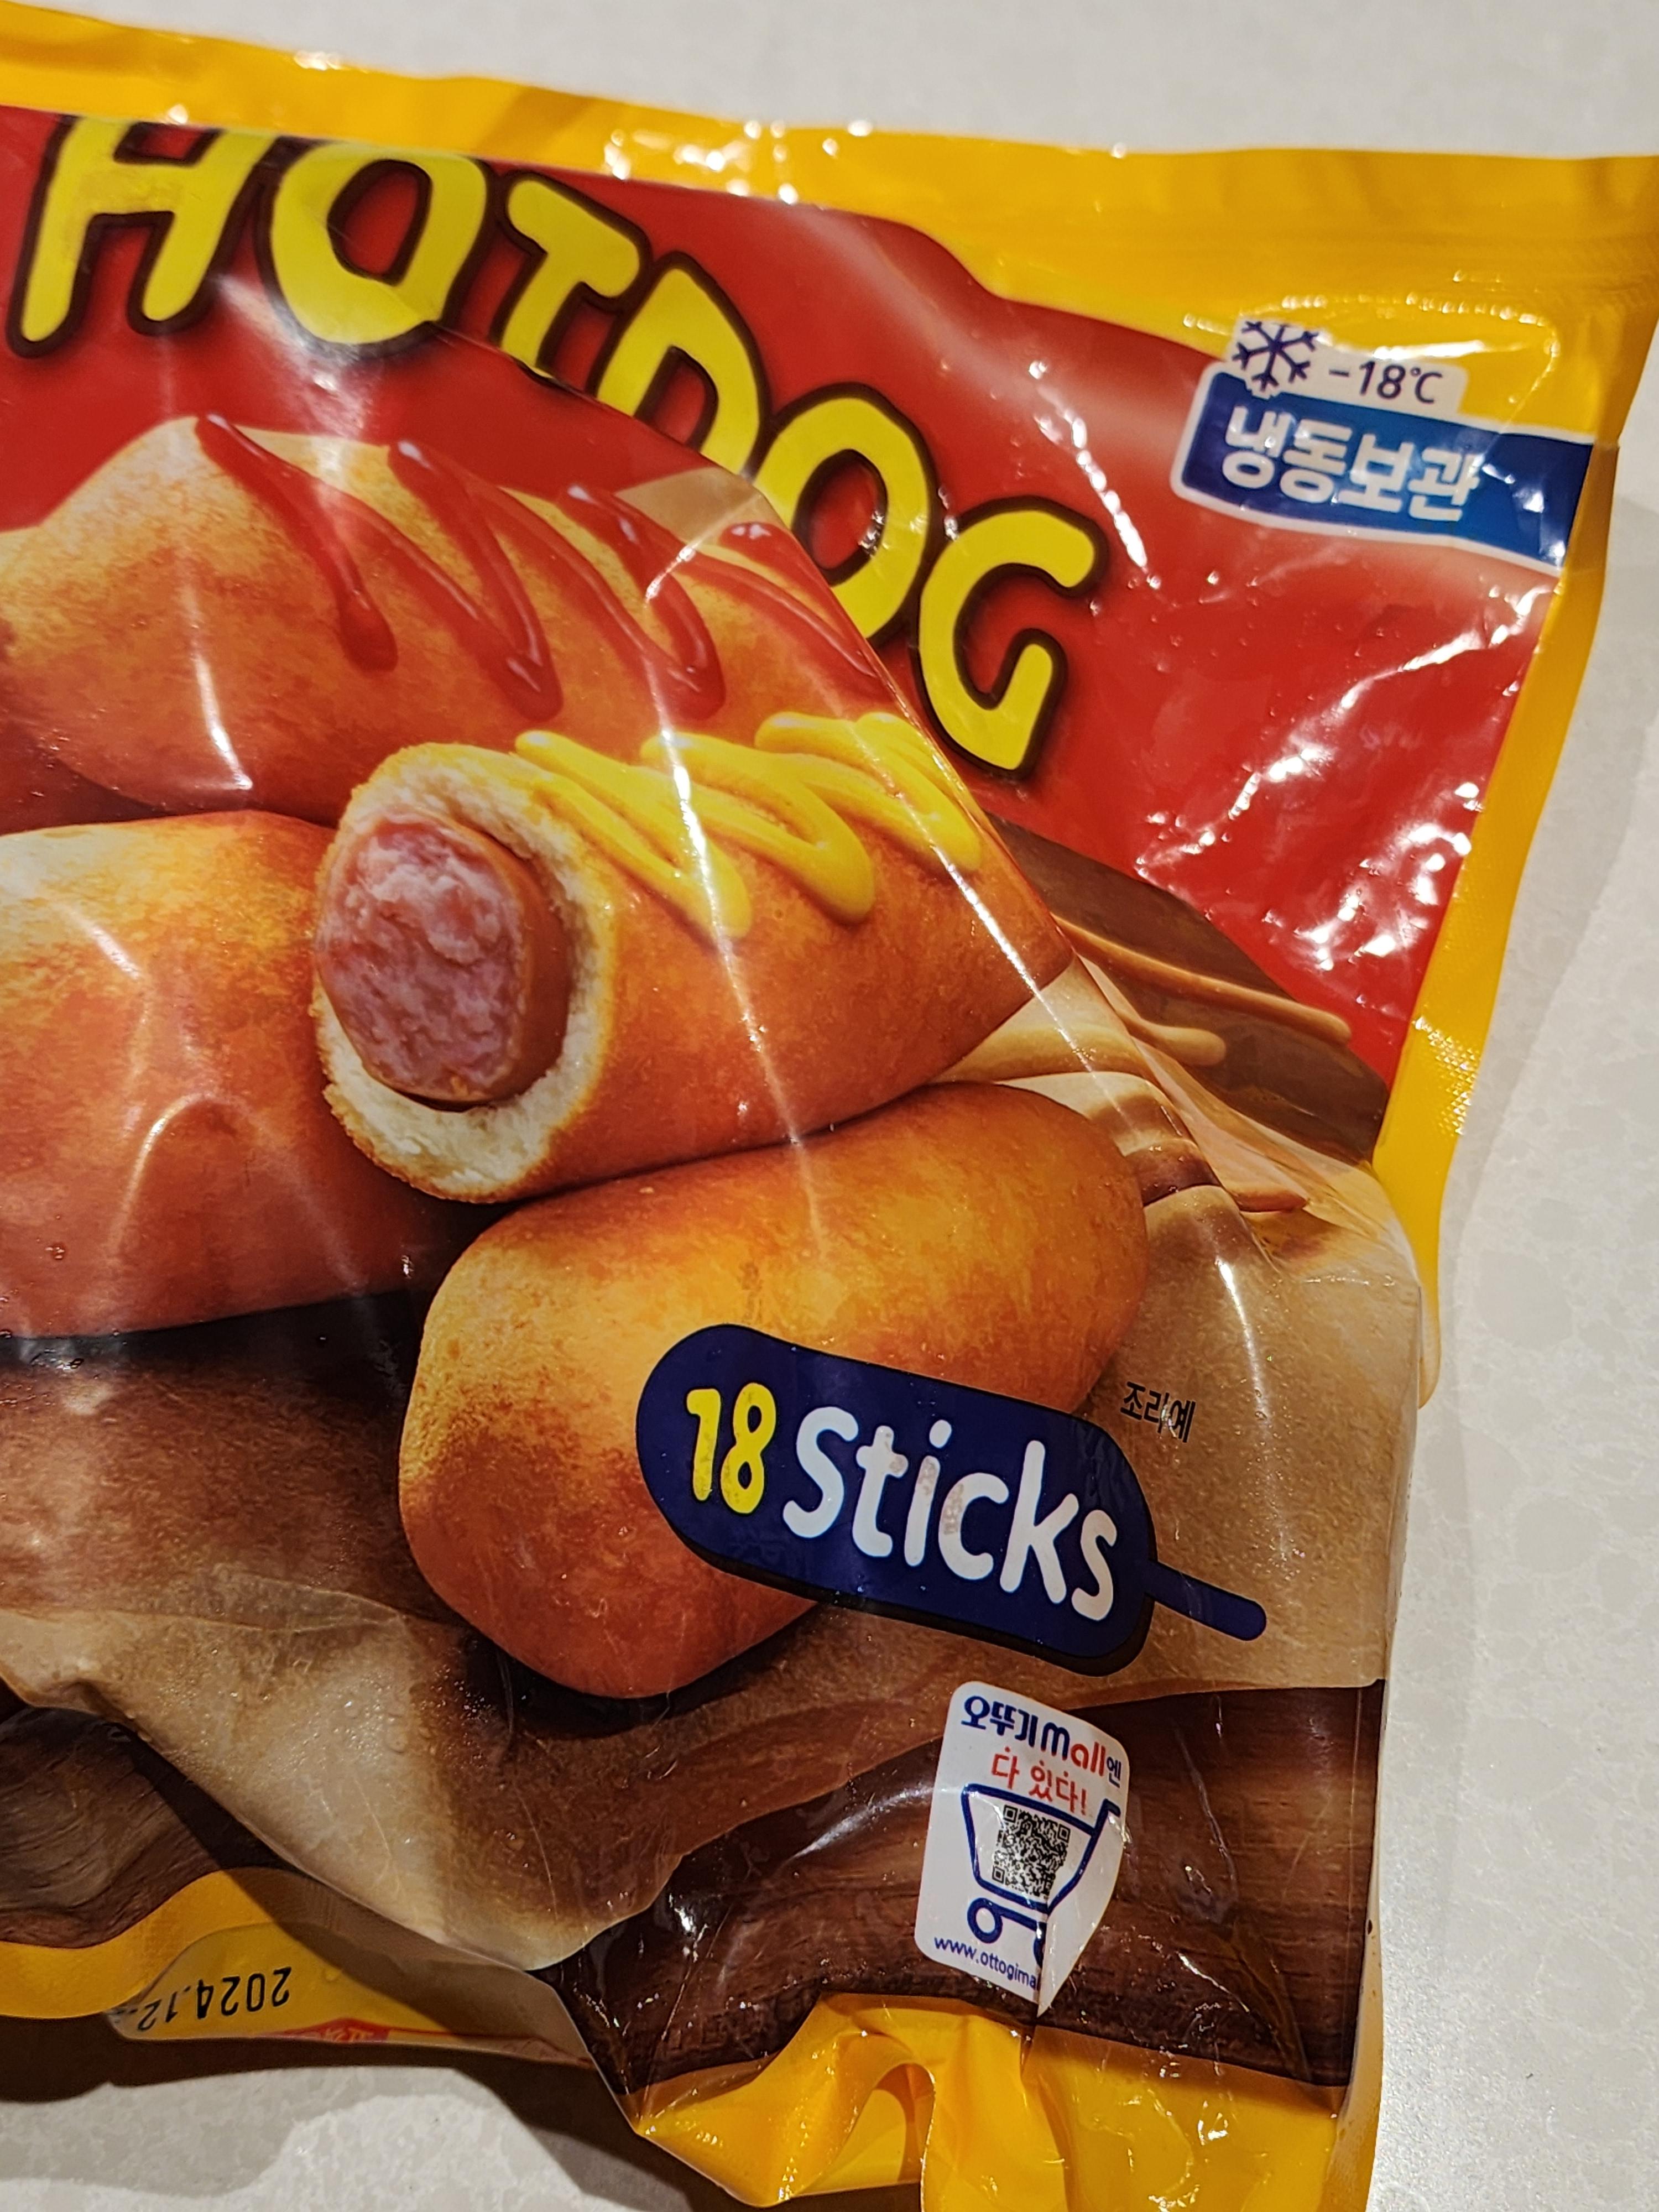 HOTDOG
-18℃
냉동보관
18 sticks
조리예
오뚜기mall엔
다 있다!
www.ottogima
2024.12.